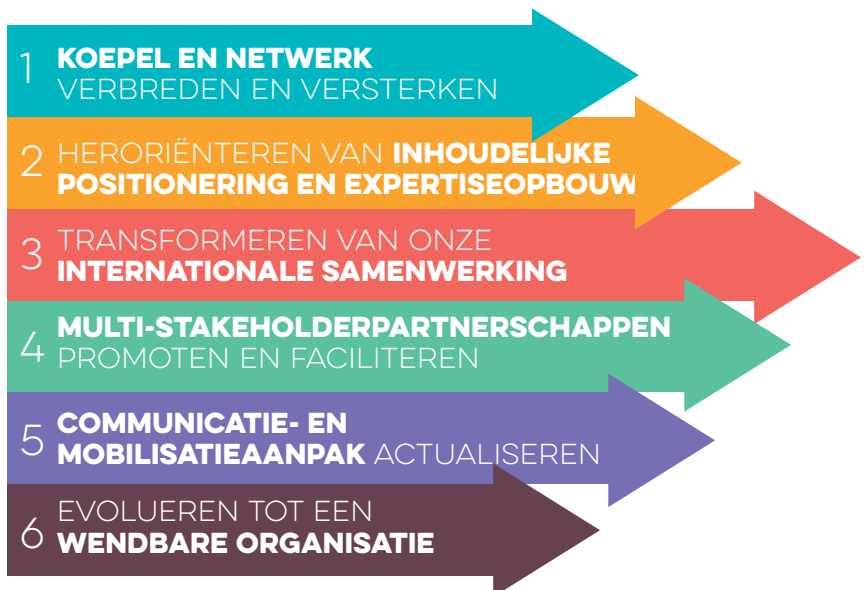 1 KOEPEL EN NETWERK
VERBREDEN EN VERSTERKEN
2 HERORIËNTEREN VAN INHOUDELIJKE
POSITIONERING EN EXPERTISEOPBOUW
3 TRANSFORMEREN VAN ONZE
INTERNATIONALE SAMENWERKING
4 MULTI-STAKEHOLDERPARTNERSCHAPPEN
PROMOTEN EN FACILITEREN
5 COMMUNICATIE- EN
MOBILISATIEAANPAK ACTUALISEREN
6 EVOLUEREN TOT EEN
WENDBARE ORGANISATIE